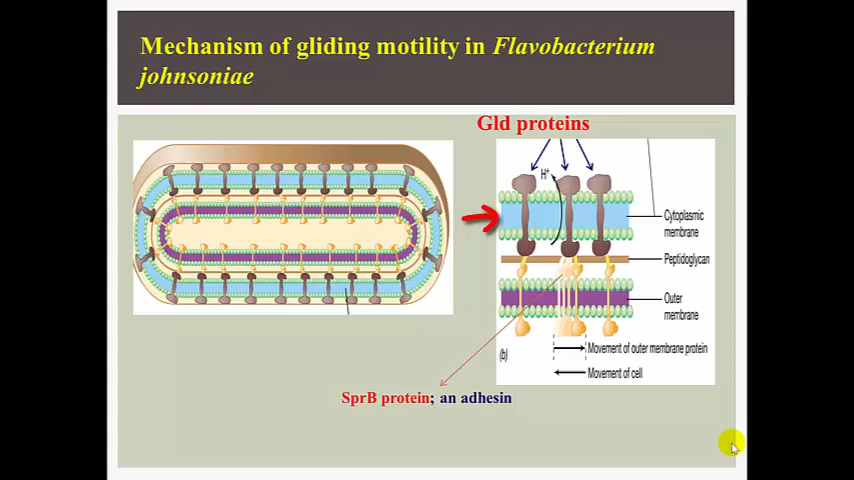 Mechanism of gliding motility in Flavobacterium
johnsoniae
Gld proteins
H+
Cytoplasmic
membrane
Peptidoglycan
Outer
membrane
(b)
Movement of outer membrane protein
Movement of cell
SprB protein; an adhesin